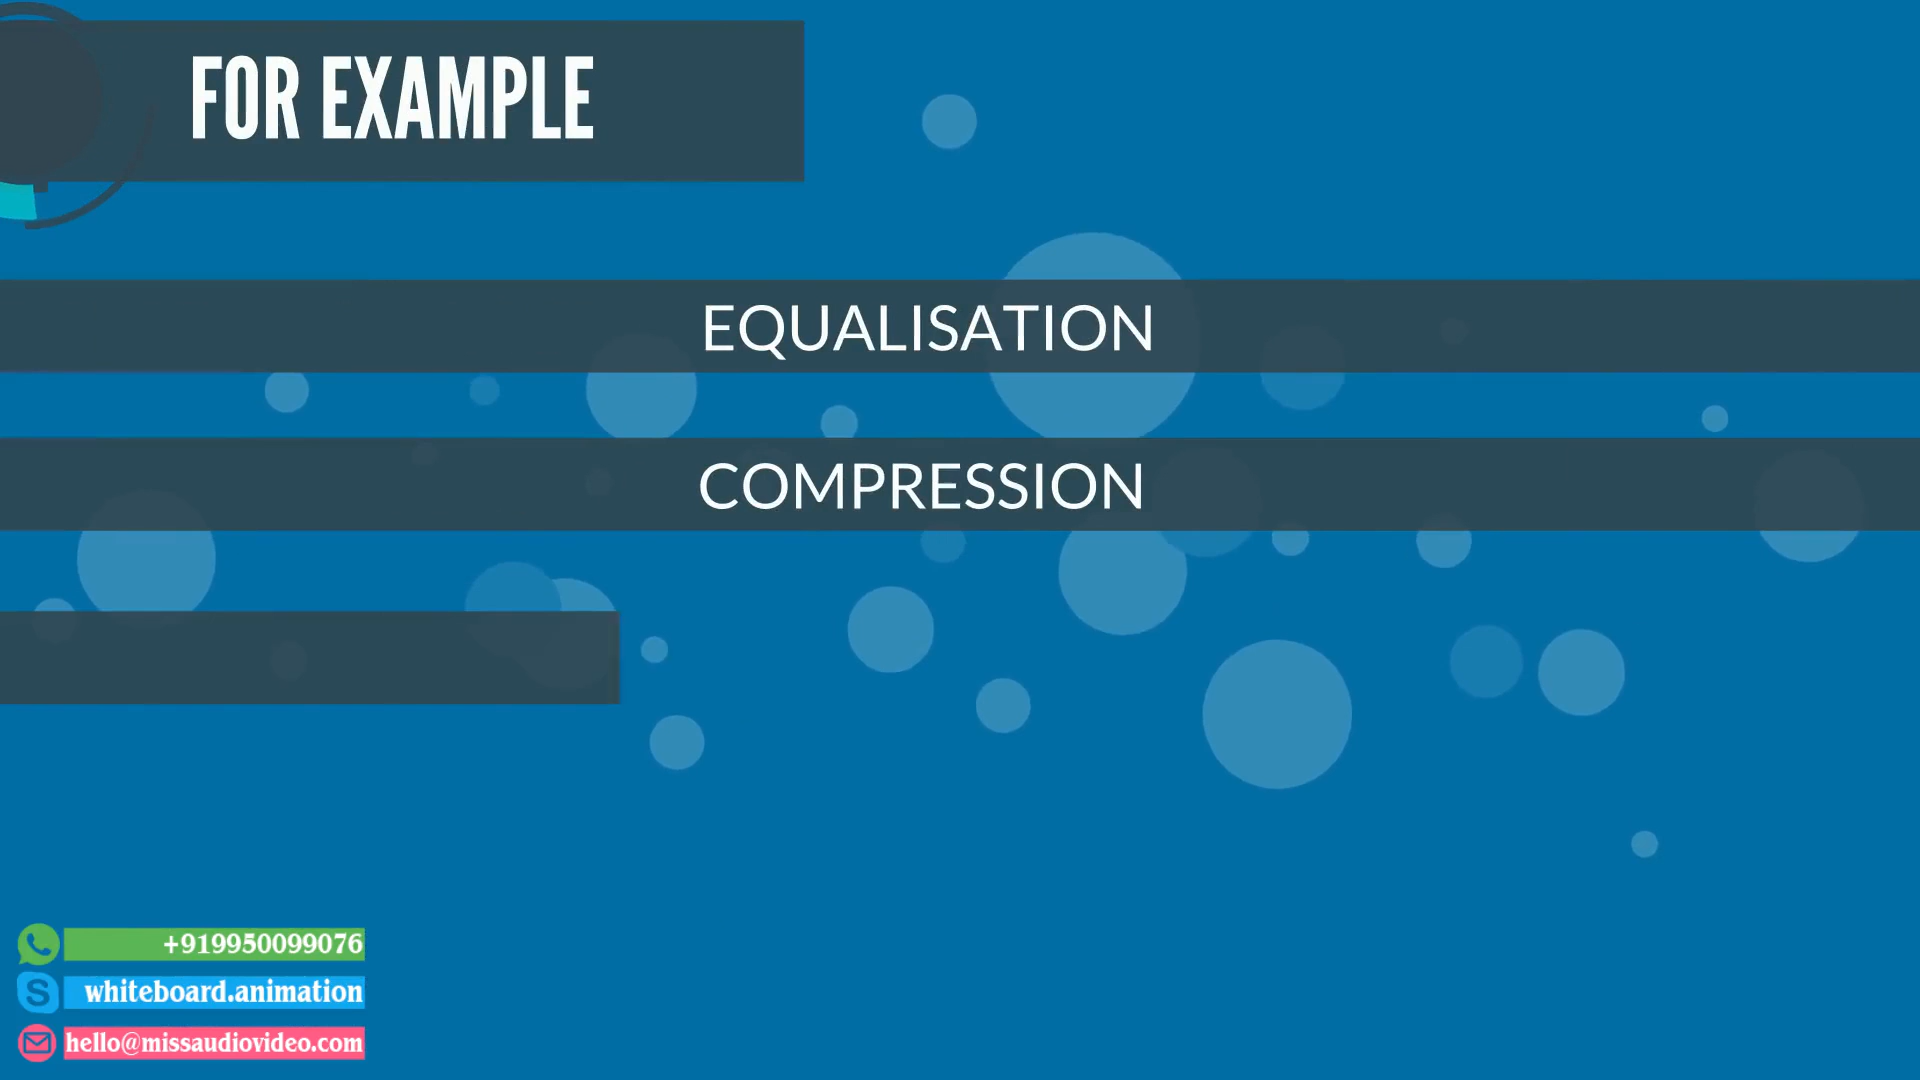 FOR EXAMPLE
EQUALISATION
COMPRESSION
+919950099076
whiteboard.animation
hello@missaudiovideo.com